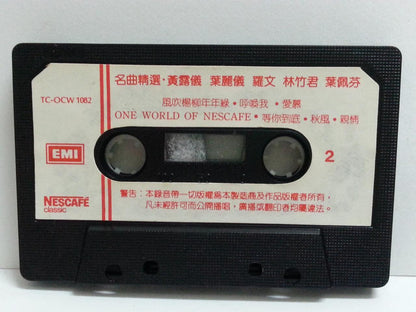 名曲精選·黃露儀 葉麗儀 羅文 林竹君 葉佩芬
TC-OCW 1082
風吹楊柳年年綠·呼喚我·愛慕
ONE WORLD OF NESCAFE·等你到底·秋風·親情
EMI
2
NESCAFÉ
classic
警告：本錄音帶一切版權為本製造商及作品版權者所有，
凡未經許可而公開播唱，廣播或翻印者均屬違法。